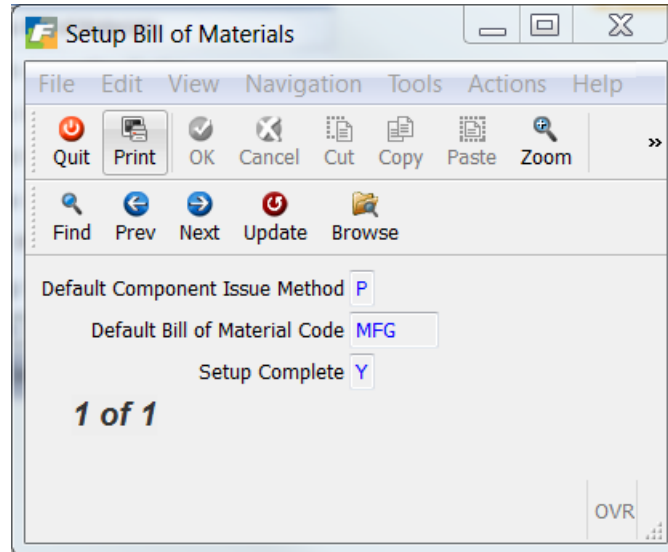 Setup Bill of Materials
File Edit View Navigation Tools Actions Help
Quit Print OK Cancel Cut Copy Paste Zoom »
Find Prev Next Update Browse
Default Component Issue Method P
Default Bill of Material Code MFG
Setup Complete Y
1 of 1
OVR